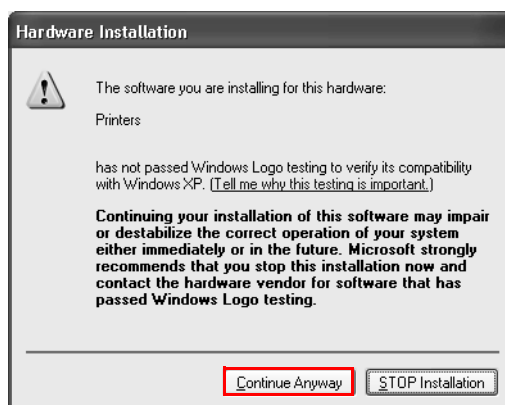 Hardware Installation
The software you are installing for this hardware:
Printers
has not passed Windows Logo testing to verify its compatibility
with Windows XP. (Tell me why this testing is important.)
Continuing your installation of this software may impair
or destabilize the correct operation of your system
either immediately or in the future. Microsoft strongly
recommends that you stop this installation now and
contact the hardware vendor for software that has
passed Windows Logo testing.
Continue Anyway
STOP Installation